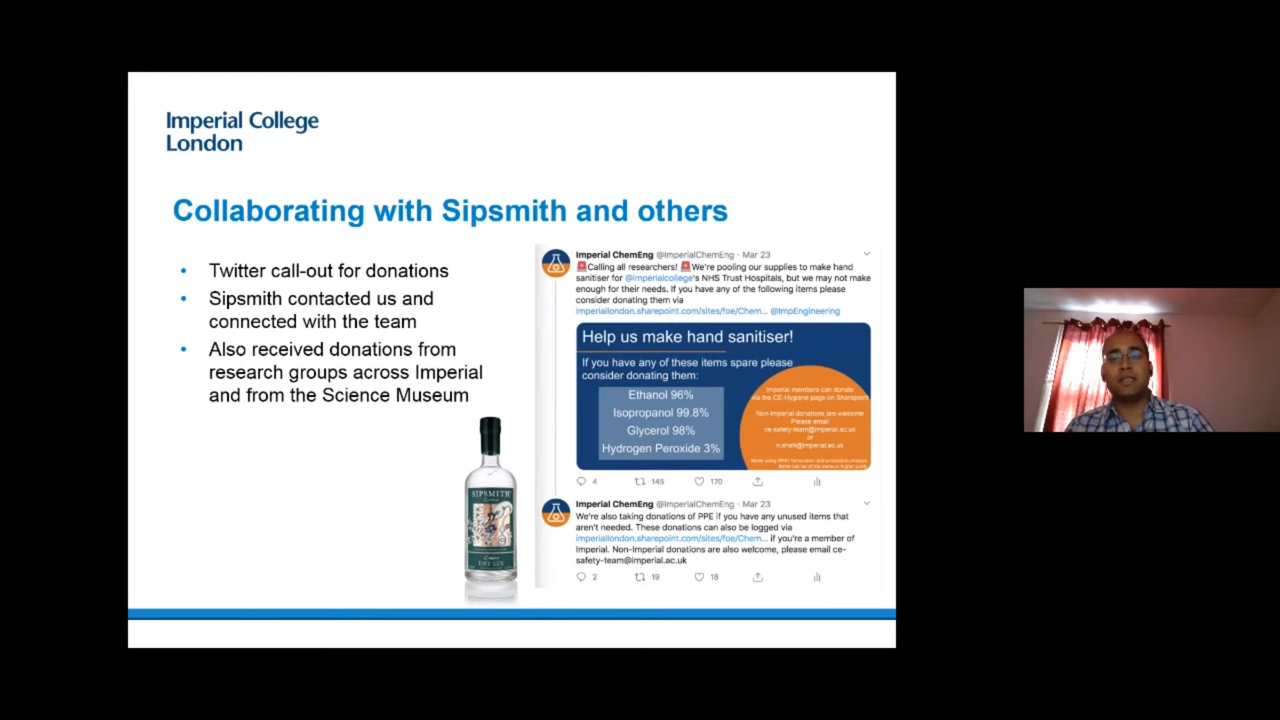 Imperial College
London
Collaborating with Sipsmith and others
• Twitter call-out for donations
• Sipsmith contacted us and
connected with the team
• Also received donations from
research groups across Imperial
and from the Science Museum
SIPSMITH
London
DRY GIN
Imperial ChemEng @ImperialChemEng · Mar 23
🚨Calling all researchers! 🚨We're pooling our supplies to make hand
sanitiser for @imperialcollege's NHS Trust Hospitals, but we may not make
enough for their needs. If you have any of the following items please
consider donating them via
imperiallondon.sharepoint.com/sites/foe/Chem... @ImpEngineering
Help us make hand sanitiser!
If you have any of these items spare please
consider donating them:
Ethanol 96%
Isopropanol 99.8%
Glycerol 98%
Hydrogen Peroxide 3%
Imperial members can donate
via the CE-Hygiene page on Sharepoint
Non-Imperial donations are welcome
Please email
ce-safety-team@imperial.ac.uk
or
n.shah@imperial.ac.uk
4 145 170
Imperial ChemEng @ImperialChemEng · Mar 23
We're also taking donations of PPE if you have any unused items that
aren't needed. These donations can also be logged via
imperiallondon.sharepoint.com/sites/foe/Chem... if you're a member of
Imperial. Non-Imperial donations are also welcome, please email ce-
safety-team@imperial.ac.uk
2 19 18